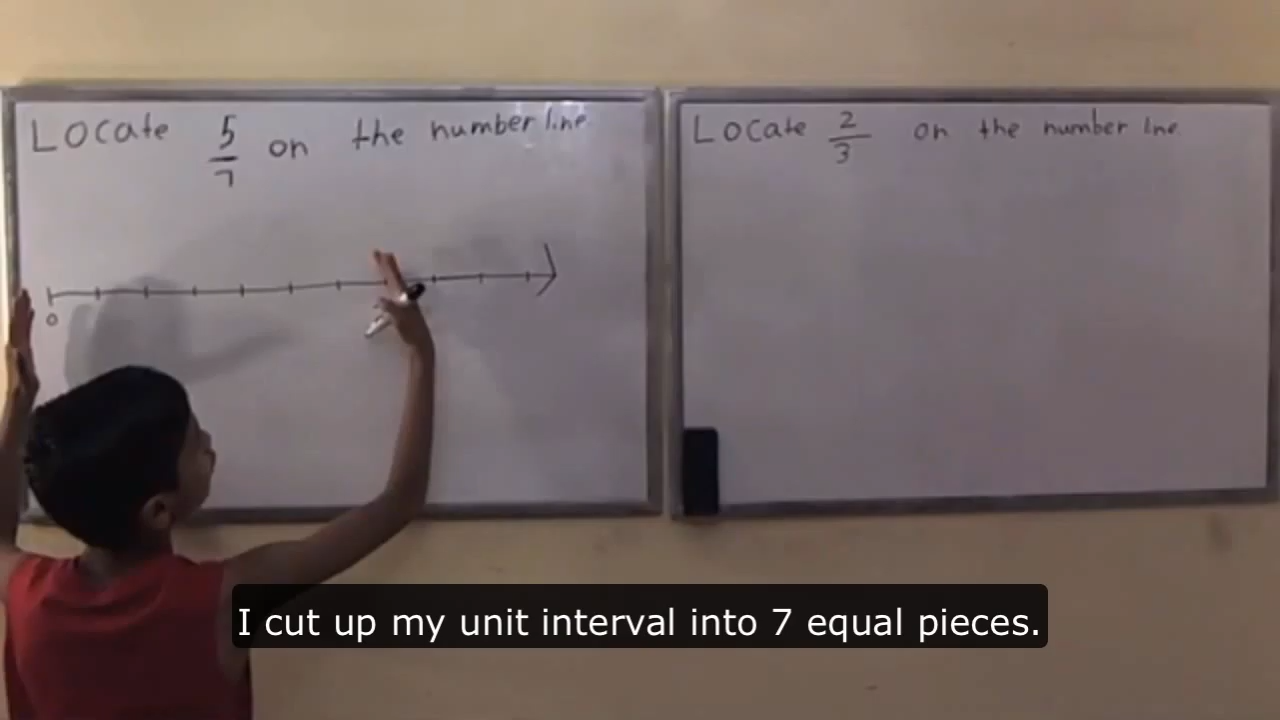 Locate 5/7 on the number line
0
Locate 2/3 on the number line.
I cut up my unit interval into 7 equal pieces.